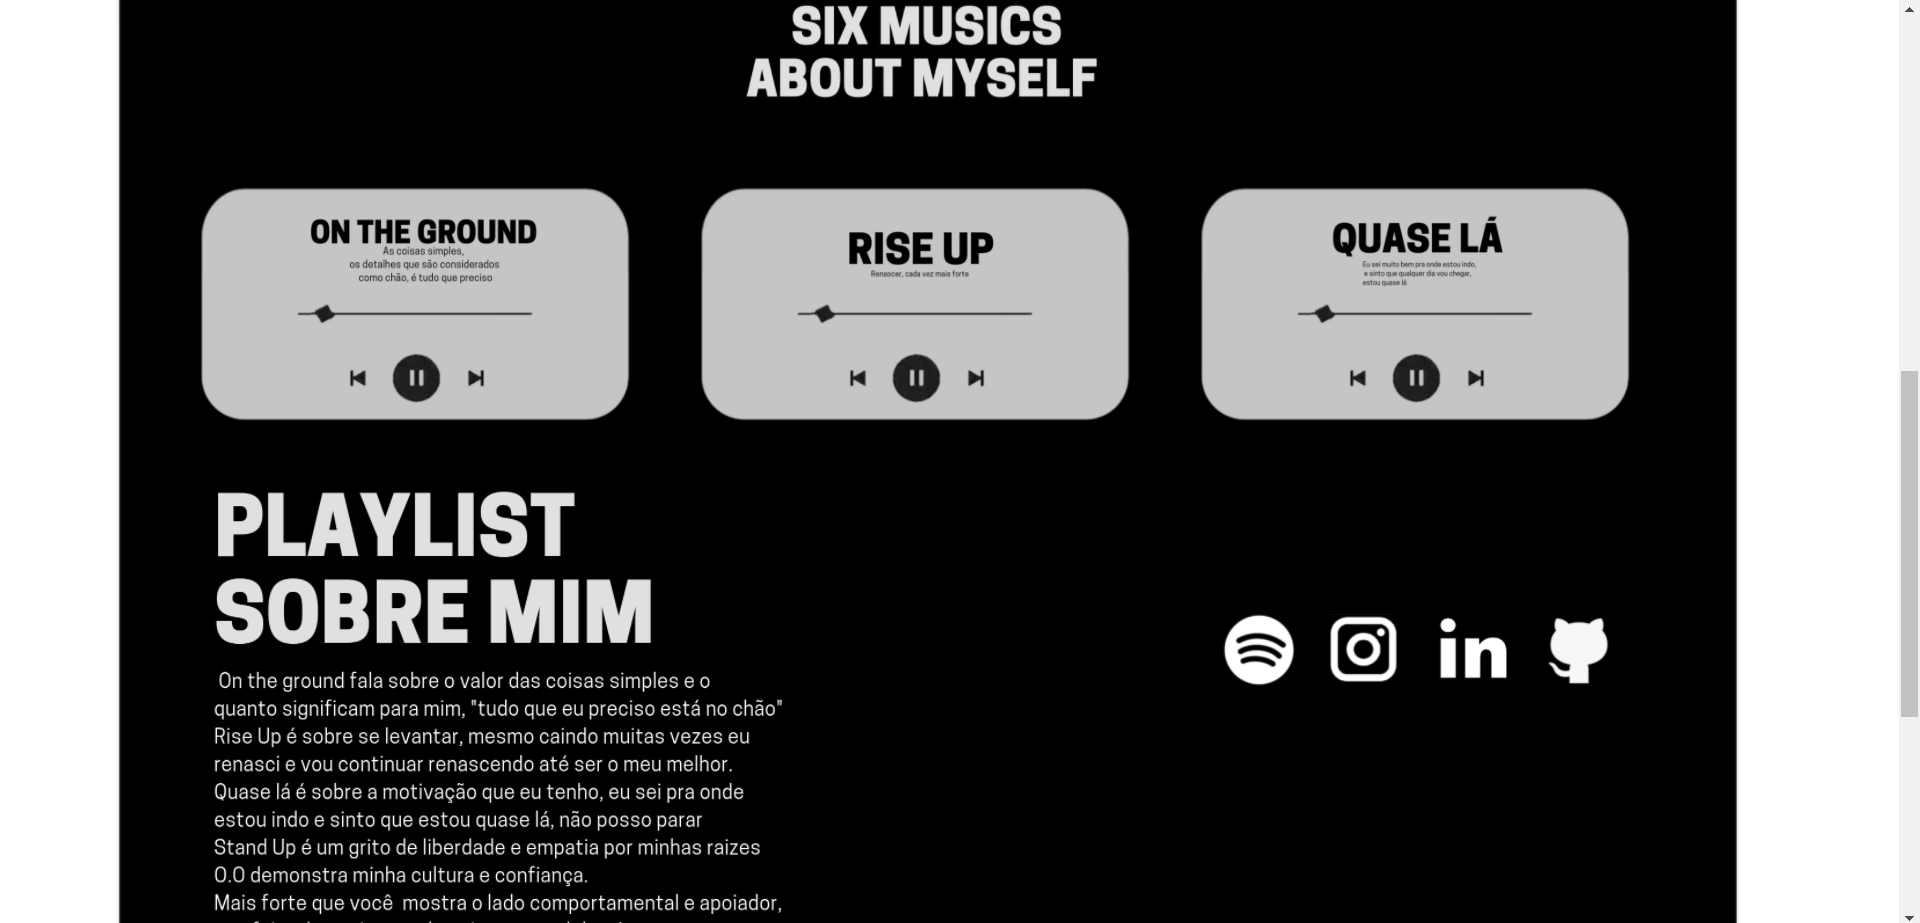 SIX MUSICS
ABOUT MYSELF
ON THE GROUND
As coisas simples,
os detalhes que são considerados
como chão, é tudo que preciso
RISE UP
Renascer, cada vez mais forte
QUASE LÁ
Eu sei muito bem pra onde estou indo,
e sinto que qualquer dia vou chegar,
estou quase lá
PLAYLIST
SOBRE MIM
On the ground fala sobre o valor das coisas simples e o
quanto significam para mim, "tudo que eu preciso está no chão"
Rise Up é sobre se levantar, mesmo caindo muitas vezes eu
renasci e vou continuar renascendo até ser o meu melhor.
Quase lá é sobre a motivação que eu tenho, eu sei pra onde
estou indo e sinto que estou quase lá, não posso parar
Stand Up é um grito de liberdade e empatia por minhas raizes
O.O demonstra minha cultura e confiança.
Mais forte que você mostra o lado comportamental e apoiador,
in